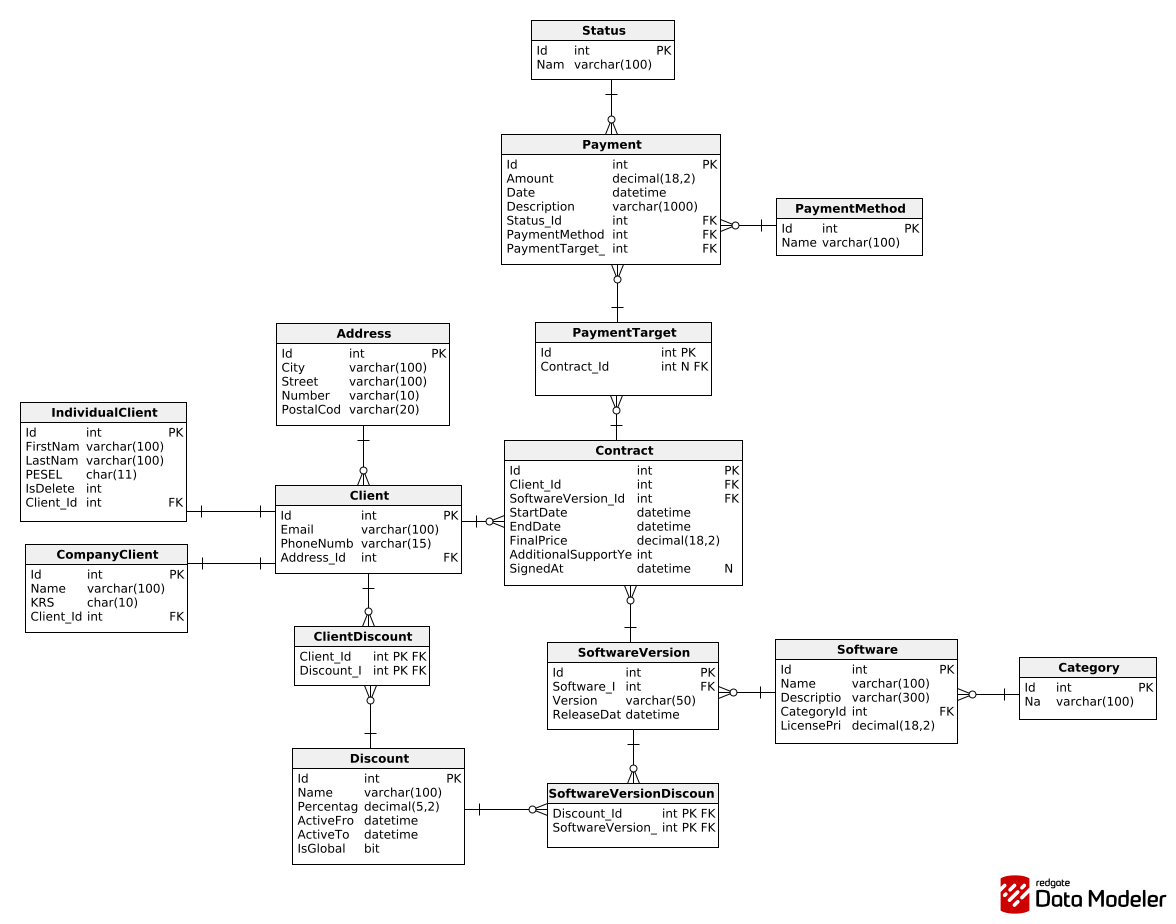 Status
Id int PK
Nam varchar(100)
Payment
Id int PK
Amount decimal(18,2)
Date datetime
Description varchar(1000)
Status_Id int FK
PaymentMethod int FK
PaymentTarget_ int FK
PaymentMethod
Id int PK
Name varchar(100)
PaymentTarget
Id int PK
Contract_Id int N FK
Address
Id int PK
City varchar(100)
Street varchar(100)
Number varchar(10)
PostalCod varchar(20)
IndividualClient
Id int PK
FirstNam varchar(100)
LastNam varchar(100)
PESEL char(11)
IsDelete int
Client_Id int FK
Contract
Id int PK
Client_Id int FK
SoftwareVersion_Id int FK
StartDate datetime
EndDate datetime
FinalPrice decimal(18,2)
AdditionalSupportYe int
SignedAt datetime N
Client
Id int PK
Email varchar(100)
PhoneNumb varchar(15)
Address_Id int FK
CompanyClient
Id int PK
Name varchar(100)
KRS char(10)
Client_Id int FK
ClientDiscount
Client_Id int PK FK
Discount_I int PK FK
SoftwareVersion
Id int PK
Software_I int FK
Version varchar(50)
ReleaseDat datetime
Software
Id int PK
Name varchar(100)
Descriptio varchar(300)
CategoryId int FK
LicensePri decimal(18,2)
Category
Id int PK
Na varchar(100)
Discount
Id int PK
Name varchar(100)
Percentag decimal(5,2)
ActiveFro datetime
ActiveTo datetime
IsGlobal bit
SoftwareVersionDiscoun
Discount_Id int PK FK
SoftwareVersion_ int PK FK
redgate
Data Modeler